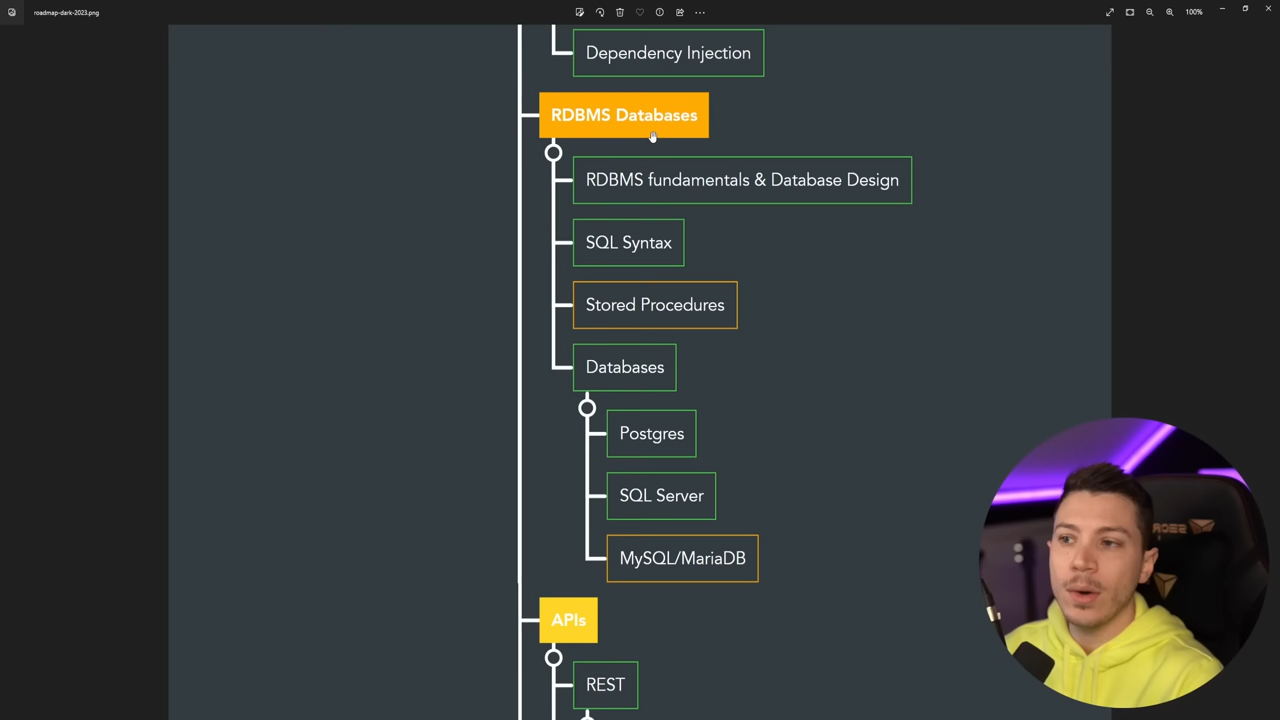 roadmap-dark-2023.png
100%
Dependency Injection
RDBMS Databases
RDBMS fundamentals & Database Design
SQL Syntax
Stored Procedures
Databases
Postgres
SQL Server
MySQL/MariaDB
APIs
REST